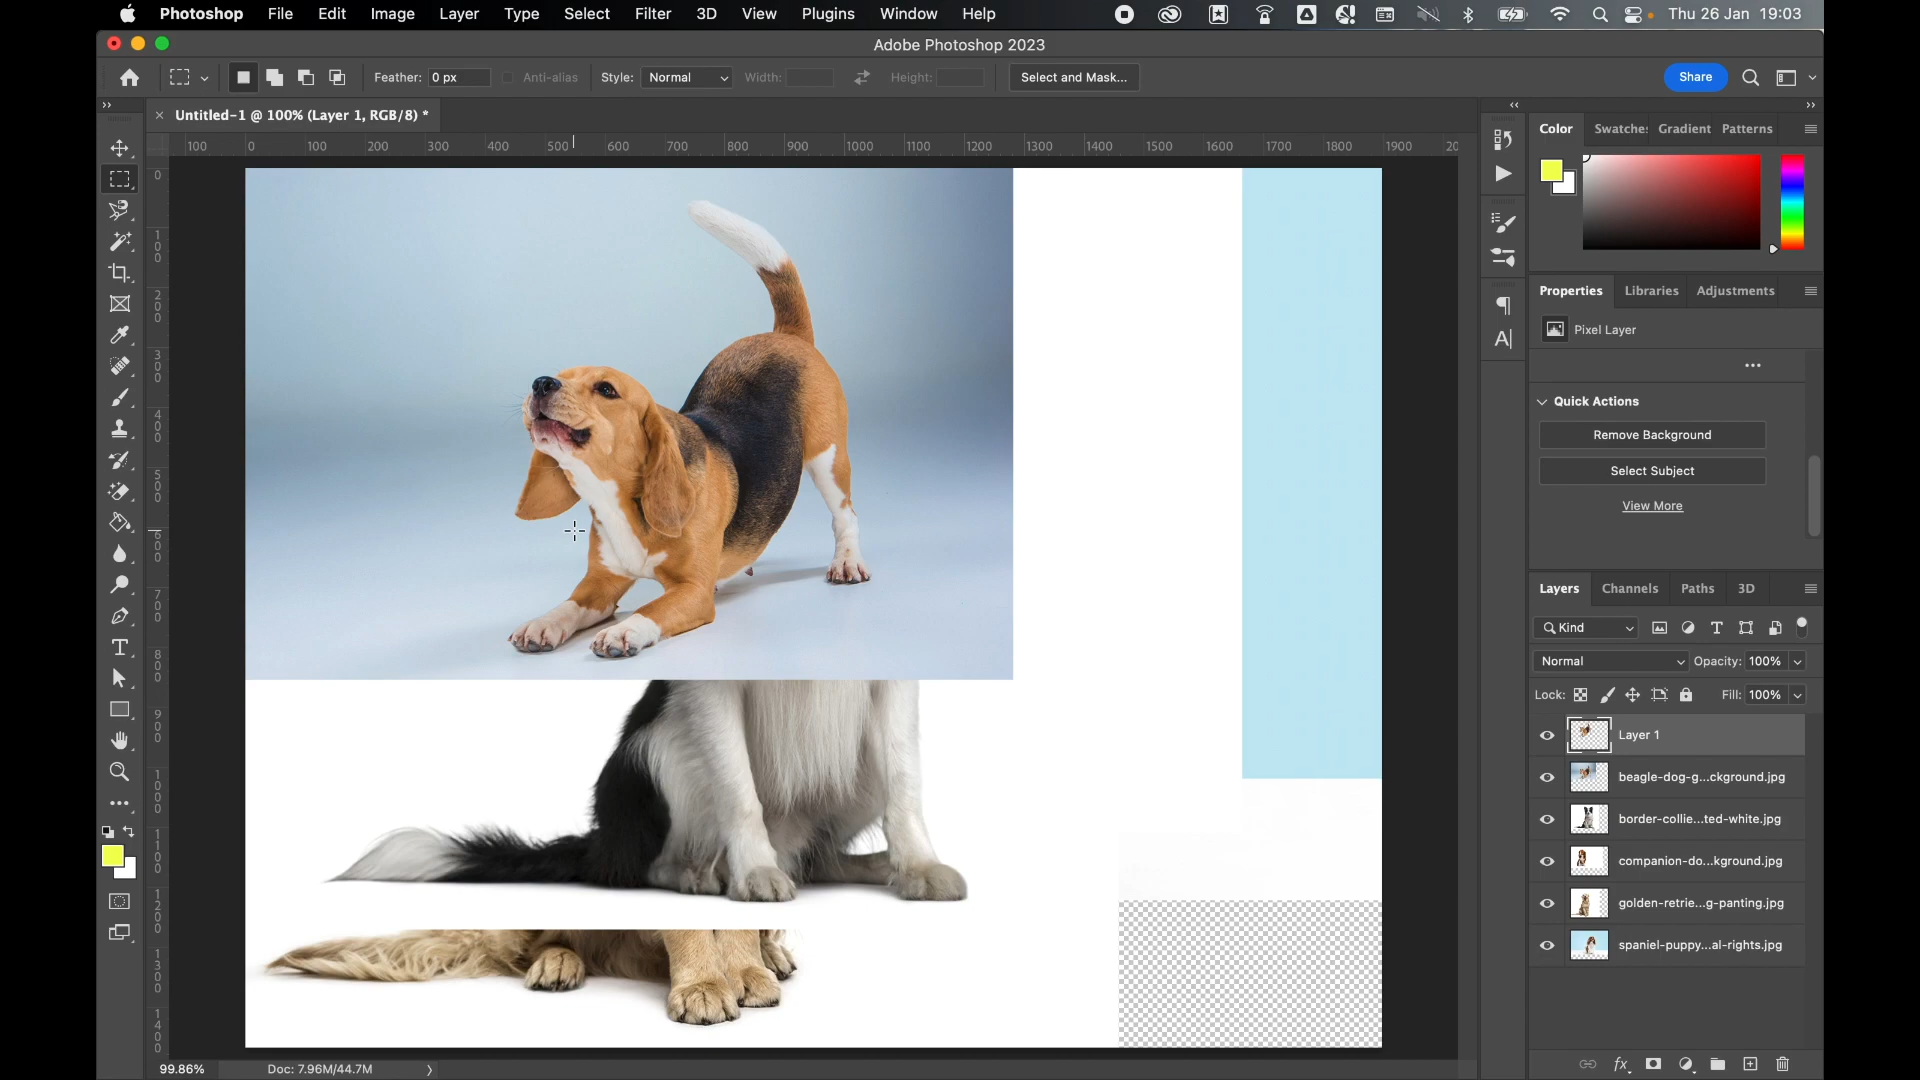 Photoshop File Edit Image Layer Type Select Filter 3D View Plugins Window Help Thu 26 Jan 19:03
Adobe Photoshop 2023
Feather: 0 px Anti-alias Style: Normal Width: Height: Select and Mask... Share
Untitled-1 @ 100% (Layer 1, RGB/8) *
100 0 100 200 300 400 500 600 700 800 900 1000 1100 1200 1300 1400 1500 1600 1700 1800 1900 20
0
100
200
300
400
500
600
700
800
900
1000
1100
1200
1300
1400
Color Swatches Gradient Patterns
Properties Libraries Adjustments
Pixel Layer
Quick Actions
Remove Background
Select Subject
View More
Layers Channels Paths 3D
Kind
Normal Opacity: 100%
Lock: Fill: 100%
Layer 1
beagle-dog-g...ckground.jpg
border-collie...ted-white.jpg
companion-do...kground.jpg
golden-retrie...g-panting.jpg
spaniel-puppy...al-rights.jpg
fx
99.86% Doc: 7.96M/44.7M